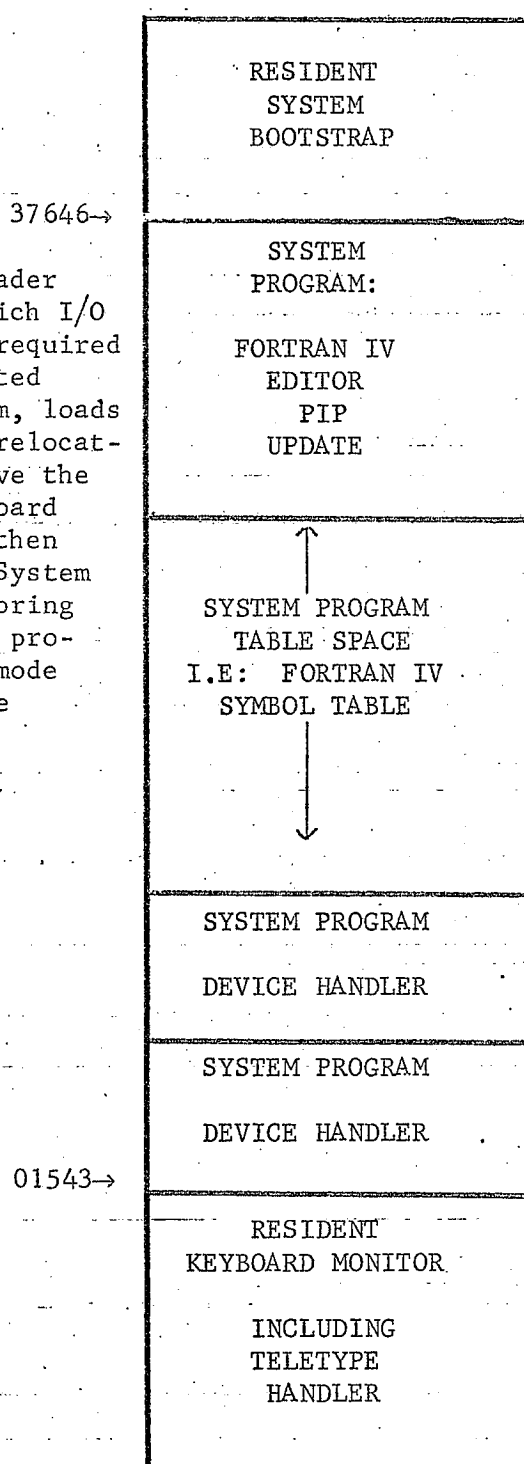 RESIDENT
SYSTEM
BOOTSTRAP
37646→
SYSTEM
PROGRAM:
FORTRAN IV
EDITOR
PIP
UPDATE
ader
ich I/O
required
ted
m, loads
relocat-
ve the
oard
then
System
oring
pro-
mode
e
SYSTEM PROGRAM
TABLE SPACE
I.E: FORTRAN IV
SYMBOL TABLE
SYSTEM PROGRAM
DEVICE HANDLER
SYSTEM PROGRAM
DEVICE HANDLER
01543→
RESIDENT
KEYBOARD MONITOR
INCLUDING
TELETYPE
HANDLER